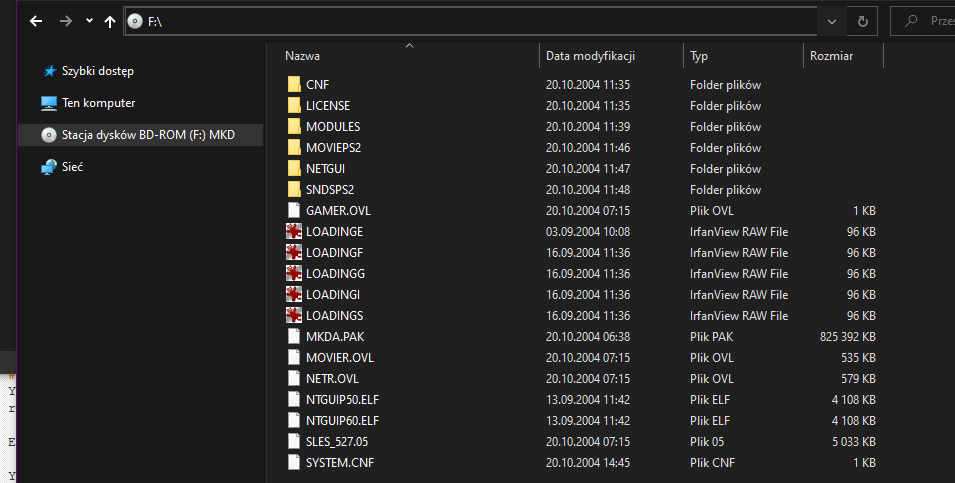 F:\
Przes
Nazwa Data modyfikacji Typ Rozmiar
Szybki dostęp
Ten komputer
Stacja dysków BD-ROM (F:) MKD
Sieć
CNF 20.10.2004 11:35 Folder plików
LICENSE 20.10.2004 11:35 Folder plików
MODULES 20.10.2004 11:39 Folder plików
MOVIEPS2 20.10.2004 11:46 Folder plików
NETGUI 20.10.2004 11:47 Folder plików
SNDSPS2 20.10.2004 11:48 Folder plików
GAMER.OVL 20.10.2004 07:15 Plik OVL 1 KB
LOADINGE 03.09.2004 10:08 IrfanView RAW File 96 KB
LOADINGF 16.09.2004 11:36 IrfanView RAW File 96 KB
LOADINGG 16.09.2004 11:36 IrfanView RAW File 96 KB
LOADINGI 16.09.2004 11:36 IrfanView RAW File 96 KB
LOADINGS 16.09.2004 11:36 IrfanView RAW File 96 KB
MKDA.PAK 20.10.2004 06:38 Plik PAK 825 392 KB
MOVIER.OVL 20.10.2004 07:15 Plik OVL 535 KB
NETR.OVL 20.10.2004 07:15 Plik OVL 579 KB
NTGUIP50.ELF 13.09.2004 11:42 Plik ELF 4 108 KB
NTGUIP60.ELF 13.09.2004 11:42 Plik ELF 4 108 KB
SLES_527.05 20.10.2004 07:15 Plik 05 5 033 KB
SYSTEM.CNF 20.10.2004 14:45 Plik CNF 1 KB
Y
r
E
Y